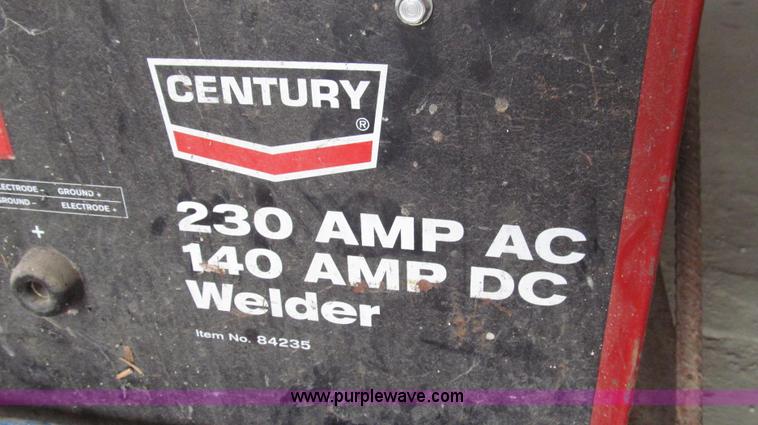 CENTURY
®
ELECTRODE - GROUND +
GROUND - ELECTRODE +
+
230 AMP AC
140 AMP DC
Welder
Item No. 84235
www.purplewave.com